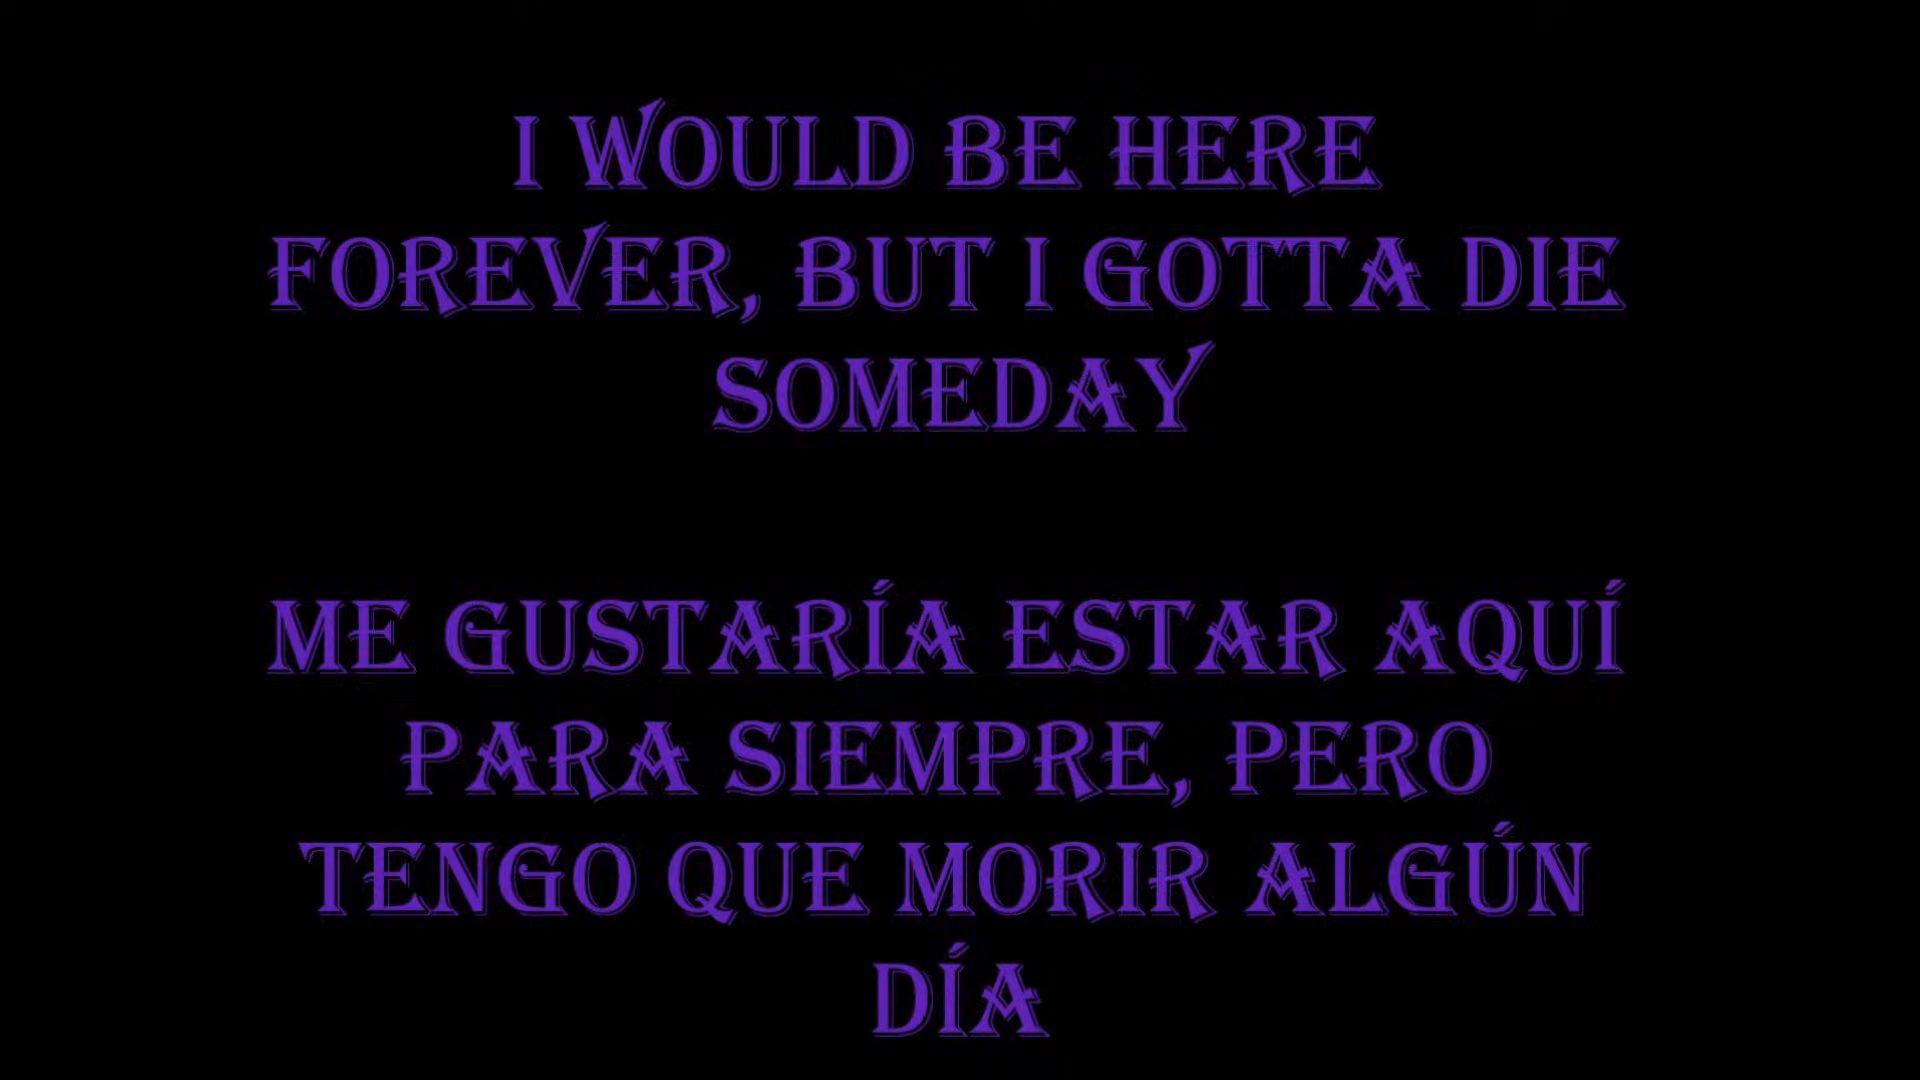 I WOULD BE HERE
FOREVER, BUT I GOTTA DIE
SOMEDAY
ME GUSTARÍA ESTAR AQUÍ
PARA SIEMPRE, PERO
TENGO QUE MORIR ALGÚN
DÍA